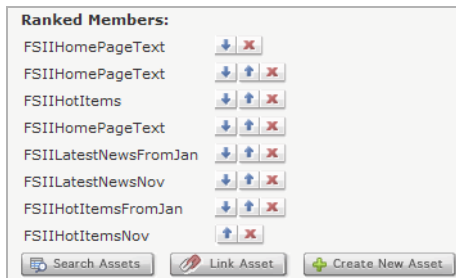 Ranked Members:
FSIIHomePageText
FSIIHomePageText
FSIIHotItems
FSIIHomePageText
FSIILatestNewsFromJan
FSIILatestNewsNov
FSIIHotItemsFromJan
FSIIHotItemsNov
Search Assets Link Asset Create New Asset